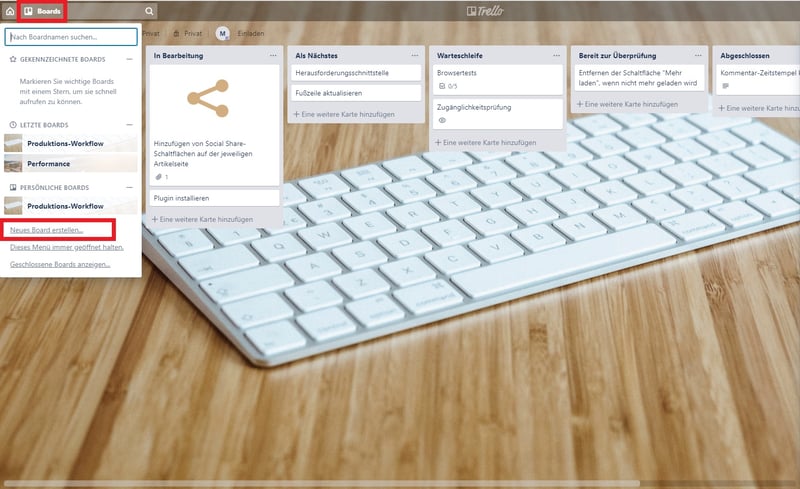 Boards
Trello
Nach Boardnamen suchen...
Privat
Privat
M
Einladen
GEKENNZEICHNETE BOARDS
Markieren Sie wichtige Boards
mit einem Stern, um sie schnell
aufrufen zu können.
LETZTE BOARDS
Produktions-Workflow
Performance
PERSÖNLICHE BOARDS
Produktions-Workflow
Neues Board erstellen...
Dieses Menü immer geöffnet halten.
Geschlossene Boards anzeigen...
In Bearbeitung
Hinzufügen von Social Share-
Schaltflächen auf der jeweiligen
Artikelseite
1
Plugin installieren
+ Eine weitere Karte hinzufügen
Als Nächstes
Herausforderungsschnittstelle
Fußzeile aktualisieren
+ Eine weitere Karte hinzufügen
Warteschleife
Browsertests
0/5
Zugänglichkeitsprüfung
+ Eine weitere Karte hinzufügen
Bereit zur Überprüfung
Entfernen der Schaltfläche "Mehr
laden", wenn nicht mehr geladen wird
+ Eine weitere Karte hinzufügen
Abgeschlossen
Kommentar-Zeitstempel
+ Eine weitere Karte